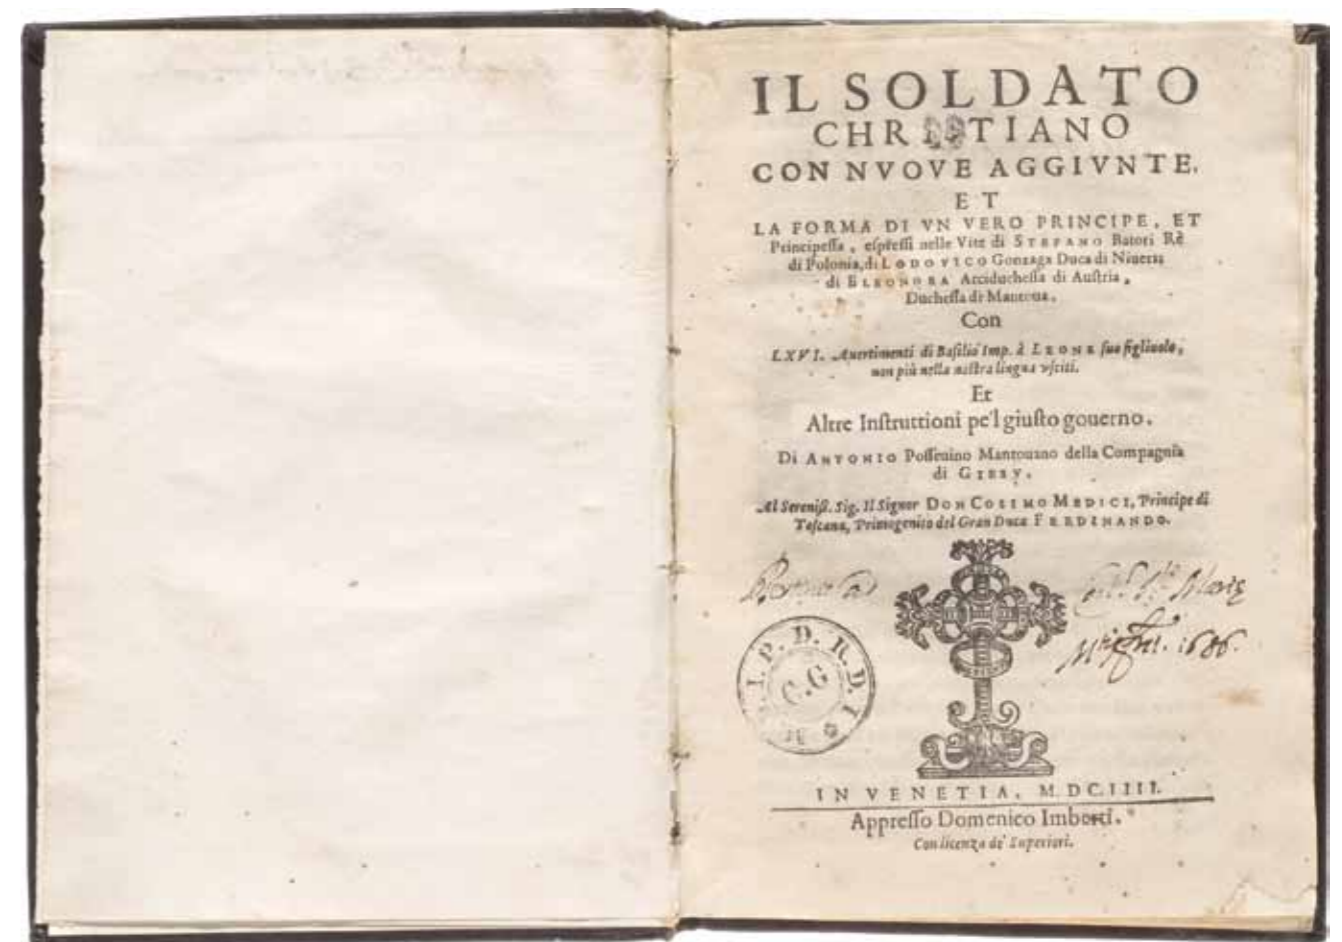 IL SOLDATO
CHRISTIANO
CON NVOVE AGGIVNTE.
ET
LA FORMA DI VN VERO PRINCIPE, ET
Principeſſa, eſpreſſi nelle Vite di STEFANO Batori Rè
di Polonia, di LODOVICO Gonzaga Duca di Niuers
di ELEONORA Arciducheſſa di Auſtria,
Ducheſſa di Mantoua.
Con
LXVI. Auertimenti di Baſilio Imp. à LEONE ſuo figliuolo,
non più nella noſtra lingua vſciti.
Et
Altre Inſtruttioni pe'l giuſto gouerno.
Di ANTONIO Poſſeuino Mantouano della Compagnia
di GIESV.
Al Sereniſſ. Sig. Il Signor DON COSIMO MEDICI, Principe di
Toſcana, Primogenito del Gran Duca FERDINANDO.
1686.
I.P.D.R.D.I
C.G
IN VENETIA, MDCIIII.
Appreſſo Domenico Imberti.
Con licenza de' Superiori.